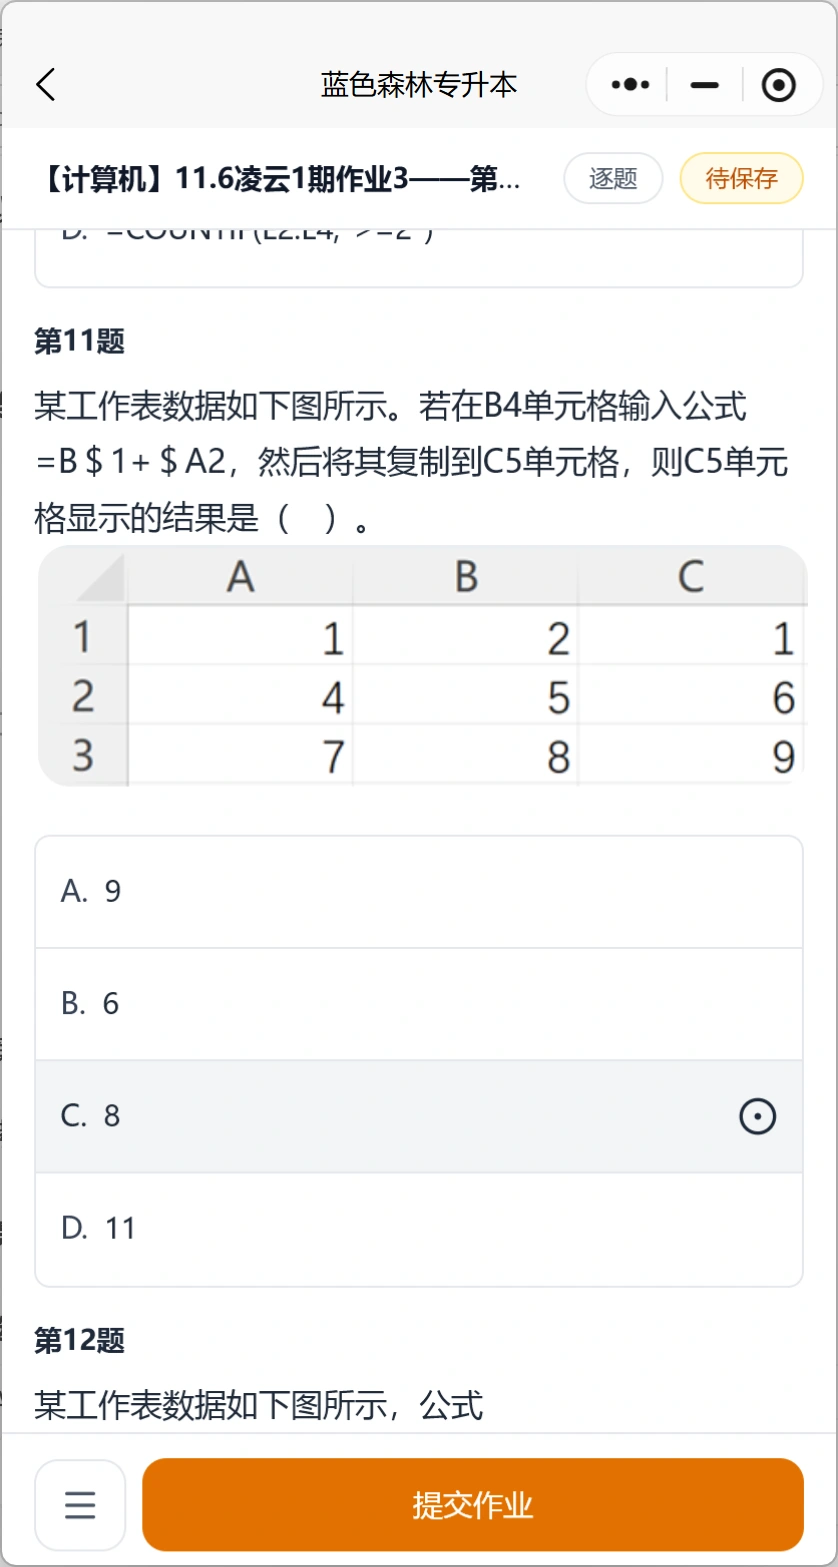 蓝色森林专升本
【计算机】11.6凌云1期作业3——第...
逐题
待保存
D. =COUNTIF(E2:E4, ">=2")
第11题
某工作表数据如下图所示。若在B4单元格输入公式
=B $ 1+ $ A2，然后将其复制到C5单元格，则C5单元
格显示的结果是（ ）。
A B C
1 1 2 1
2 4 5 6
3 7 8 9
A. 9
B. 6
C. 8
D. 11
第12题
某工作表数据如下图所示，公式
提交作业